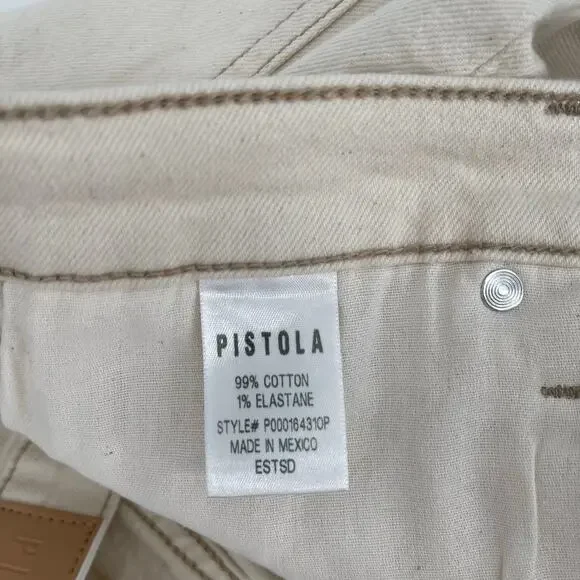 PISTOLA
99% COTTON
1% ELASTANE
STYLE# P000164310P
MADE IN MEXICO
ESTSD